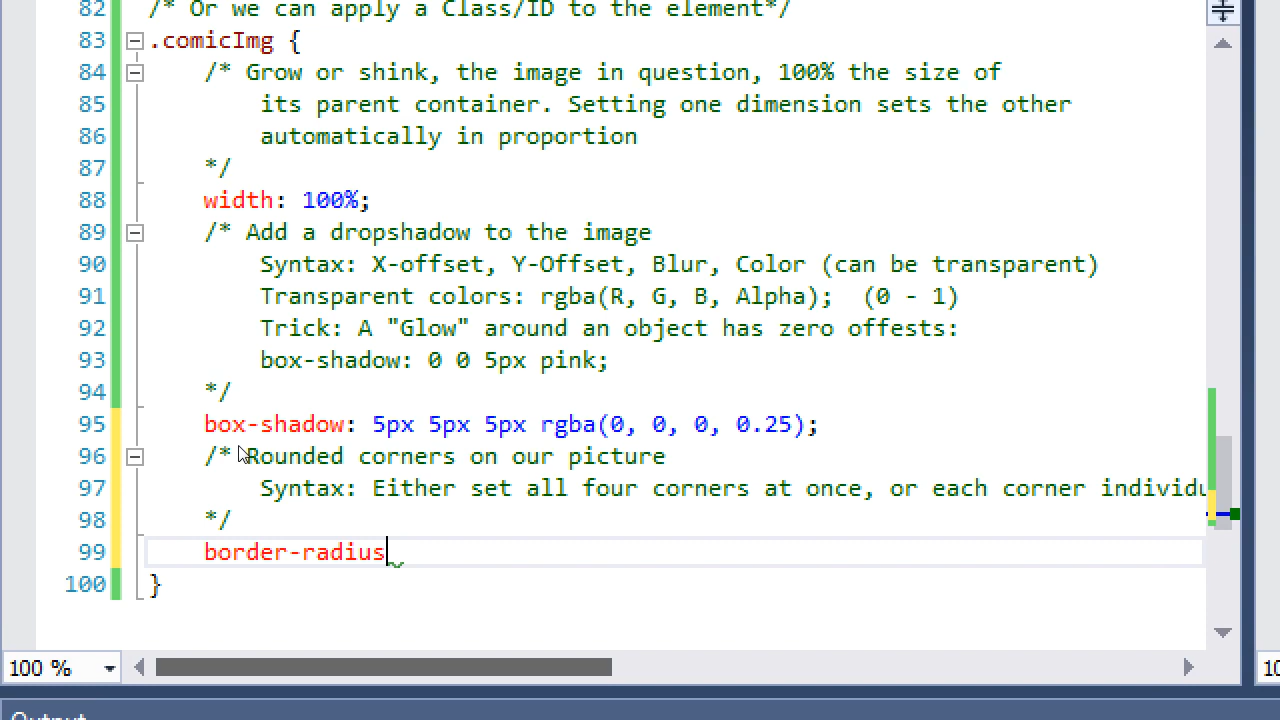 82 /* Or we can apply a Class/ID to the element*/
83 .comicImg {
84 /* Grow or shink, the image in question, 100% the size of
85 its parent container. Setting one dimension sets the other
86 automatically in proportion
87 */
88 width: 100%;
89 /* Add a dropshadow to the image
90 Syntax: X-offset, Y-Offset, Blur, Color (can be transparent)
91 Transparent colors: rgba(R, G, B, Alpha);  (0 - 1)
92 Trick: A "Glow" around an object has zero offests:
93 box-shadow: 0 0 5px pink;
94 */
95 box-shadow: 5px 5px 5px rgba(0, 0, 0, 0.25);
96 /* Rounded corners on our picture
97 Syntax: Either set all four corners at once, or each corner individu
98 */
99 border-radius
100 }
100 %
10
Output